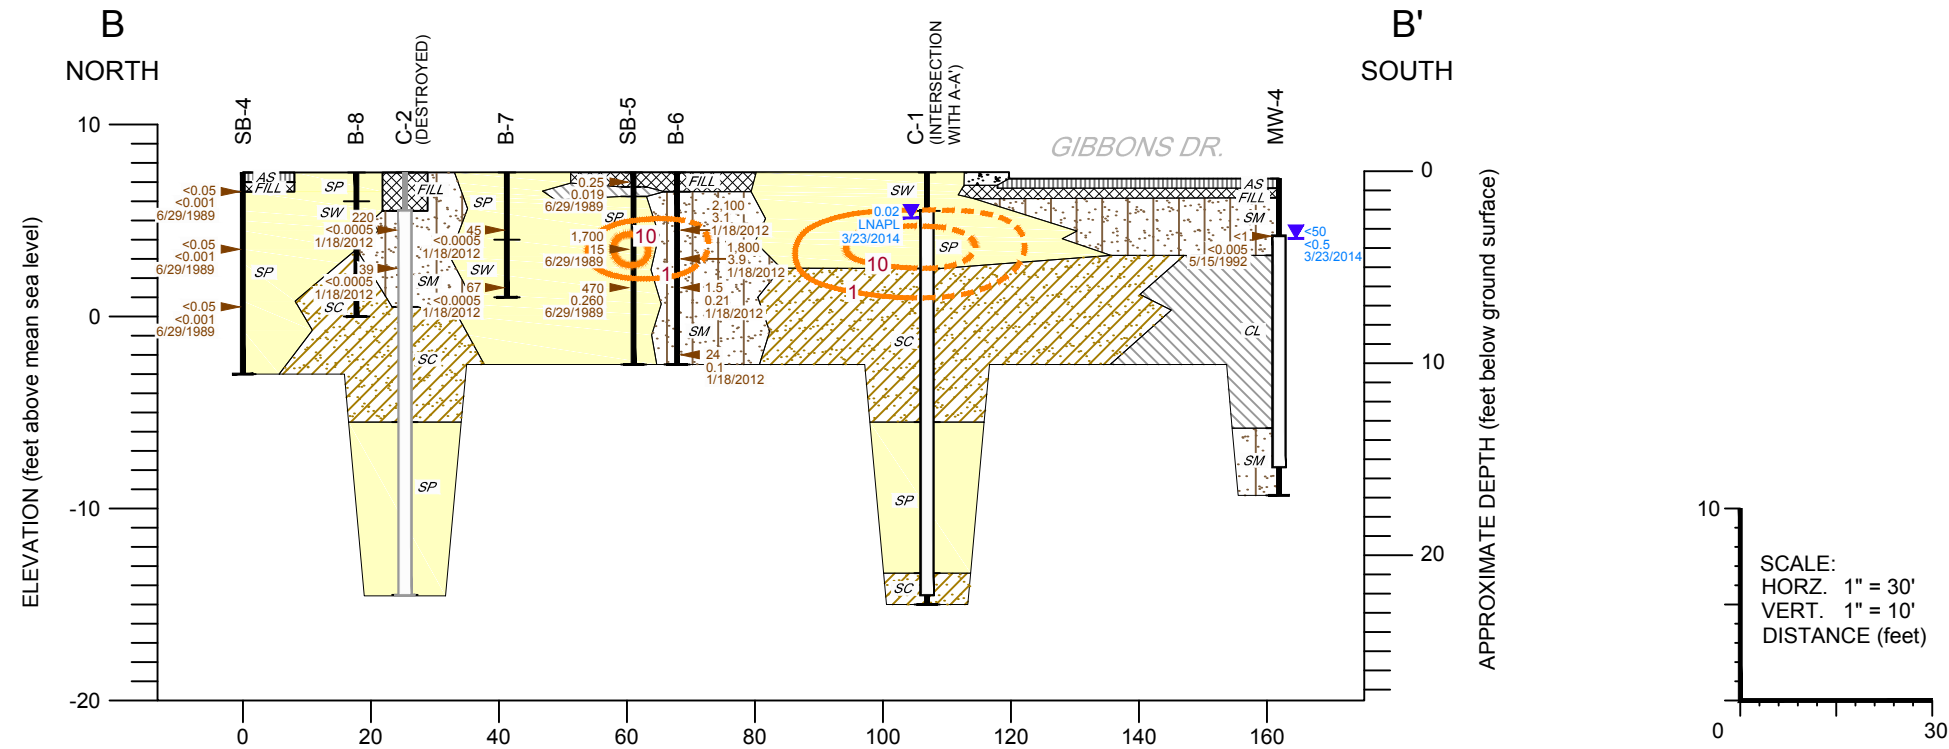 B
NORTH
B'
SOUTH
SB-4
B-8
C-2
(DESTROYED)
B-7
SB-5
B-6
C-1
(INTERSECTION
WITH A-A')
MW-4
GIBBONS DR.
ELEVATION (feet above mean sea level)
10
0
-10
-20
APPROXIMATE DEPTH (feet below ground surface)
0
10
20
<0.05
<0.001
6/29/1989
<0.05
<0.001
6/29/1989
<0.05
<0.001
6/29/1989
AS
FILL
SP
SP
SW
SC
220
<0.0005
1/18/2012
39
<0.0005
1/18/2012
FILL
SM
SC
SP
SP
SW
45
<0.0005
1/18/2012
67
<0.0005
1/18/2012
0.25
0.019
6/29/1989
SP
1,700
15
6/29/1989
470
0.260
6/29/1989
10
1
FILL
2,100
3.1
1/18/2012
1,800
3.9
1/18/2012
1.5
0.21
1/18/2012
SM
24
0.1
1/18/2012
SW
0.02
LNAPL
3/23/2014
SP
10
1
SC
SP
SC
AS
FILL
SM
<1
<0.005
5/15/1992
<50
<0.5
3/23/2014
CL
SM
0
20
40
60
80
100
120
140
160
10
SCALE:
HORZ. 1" = 30'
VERT. 1" = 10'
DISTANCE (feet)
0
30